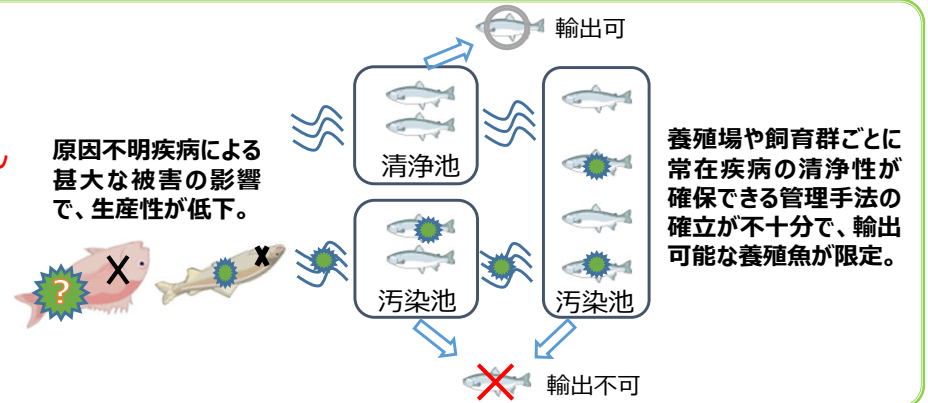 輸出可
清浄池
原因不明疾病による
甚大な被害の影響
で、生産性が低下。
?
汚染池
汚染池
養殖場や飼育群ごとに
常在疾病の清浄性が
確保できる管理手法の
確立が不十分で、輸出
可能な養殖魚が限定。
輸出不可